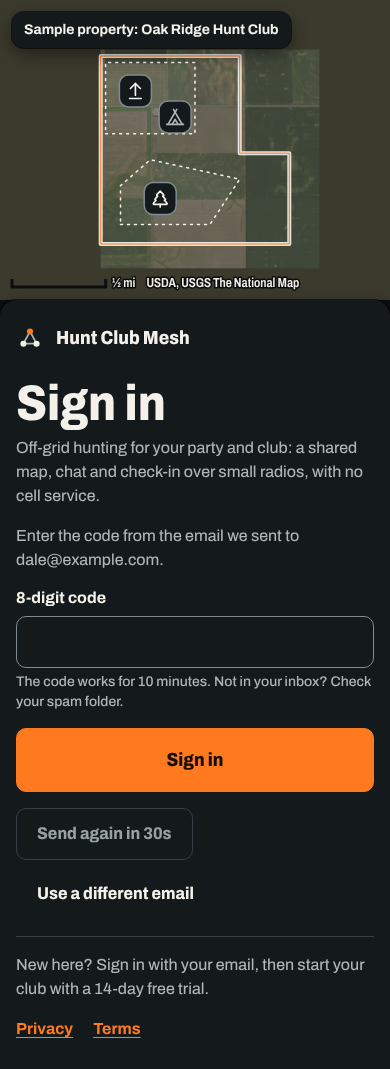 Sample property: Oak Ridge Hunt Club
½ mi USDA, USGS The National Map
Hunt Club Mesh
Sign in
Off-grid hunting for your party and club: a shared
map, chat and check-in over small radios, with no
cell service.
Enter the code from the email we sent to
dale@example.com.
8-digit code
The code works for 10 minutes. Not in your inbox? Check
your spam folder.
Sign in
Send again in 30s
Use a different email
New here? Sign in with your email, then start your
club with a 14-day free trial.
Privacy Terms